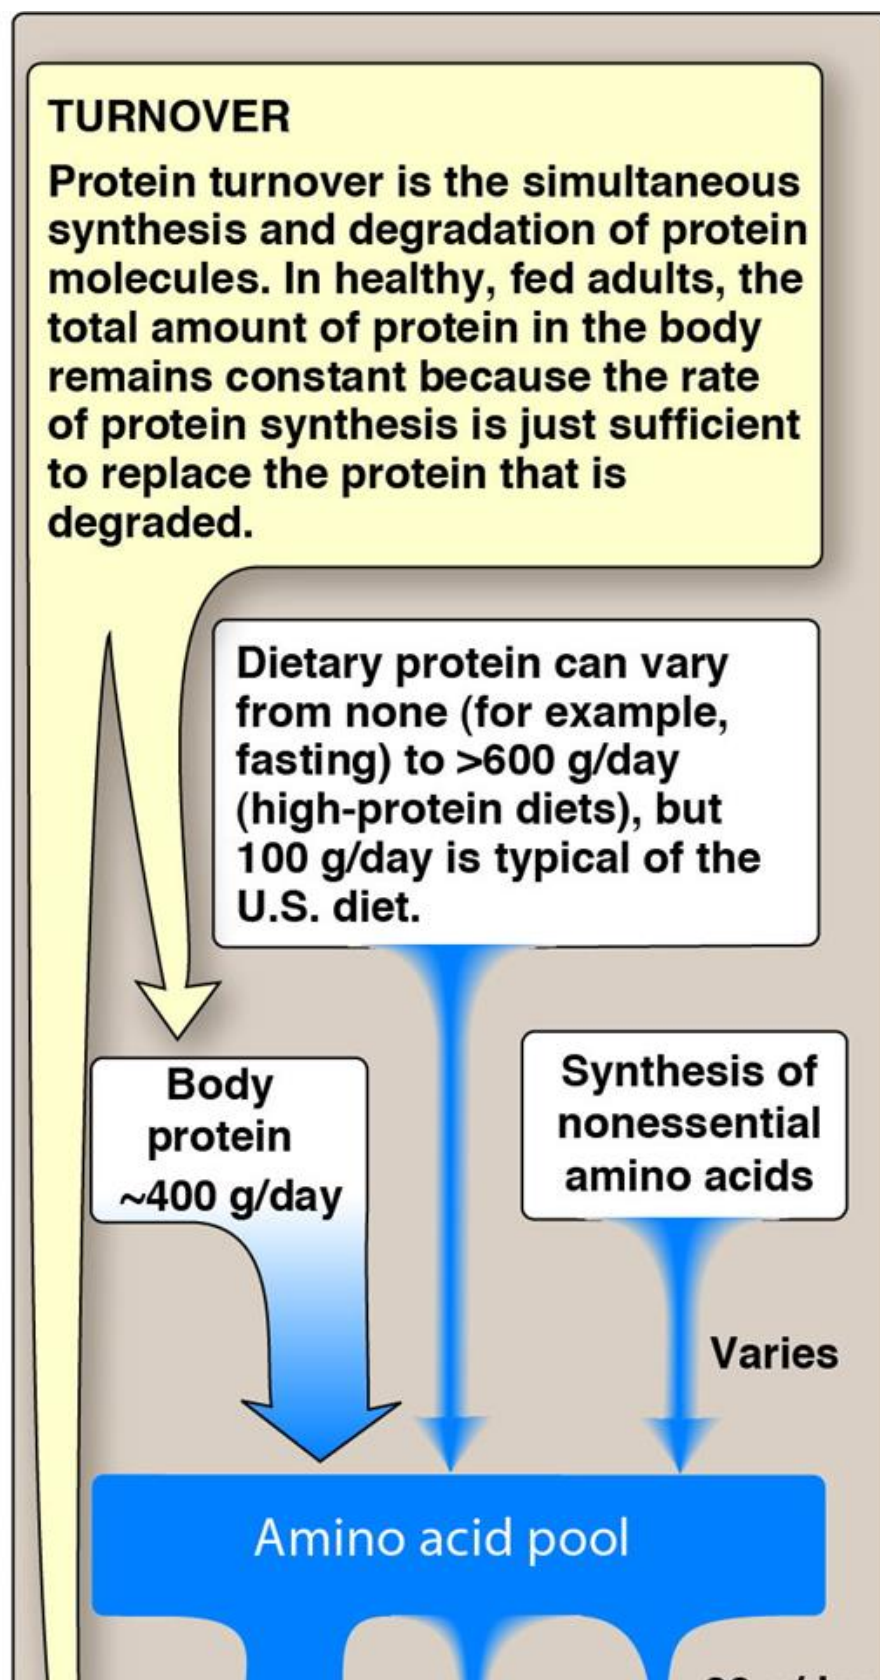 TURNOVER
Protein turnover is the simultaneous
synthesis and degradation of protein
molecules. In healthy, fed adults, the
total amount of protein in the body
remains constant because the rate
of protein synthesis is just sufficient
to replace the protein that is
degraded.
Dietary protein can vary
from none (for example,
fasting) to >600 g/day
(high-protein diets), but
100 g/day is typical of the
U.S. diet.
Body
protein
~400 g/day
Synthesis of
nonessential
amino acids
Varies
Amino acid pool